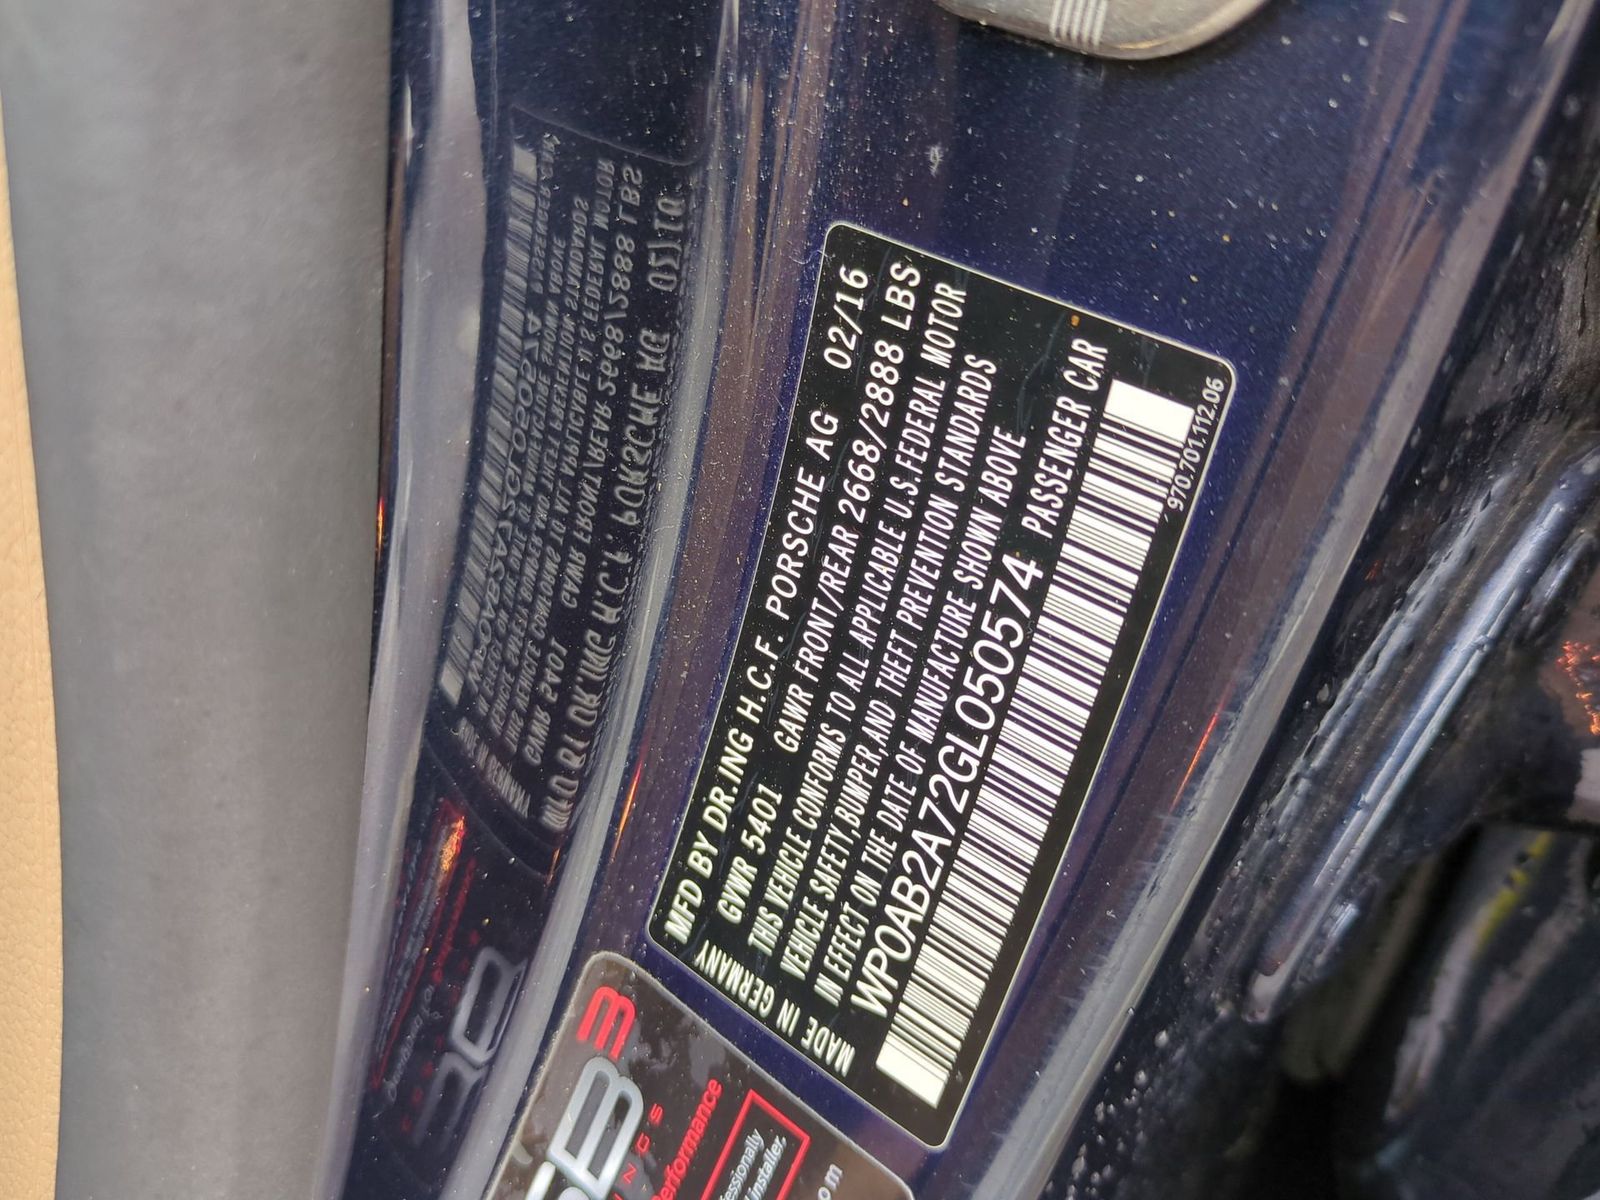 MFD BY DR.ING H.C.F. PORSCHE AG 02/16
GVWR 5401 GAWR FRONT/REAR 2668/2888 LBS
THIS VEHICLE CONFORMS TO ALL APPLICABLE U.S.FEDERAL MOTOR
VEHICLE SAFETY,BUMPER,AND THEFT PREVENTION STANDARDS
IN EFFECT ON THE DATE OF MANUFACTURE SHOWN ABOVE
WP0AB2A72GL050574 PASSENGER CAR
MADE IN GERMANY
970.701.112.06
Performance
installer.